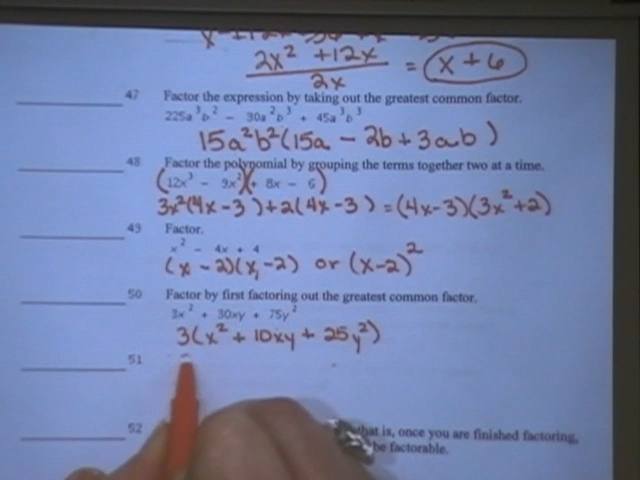 2x² + 12x / 2x = x + 6
47 Factor the expression by taking out the greatest common factor.
225a³b² - 30a²b³ + 45a³b³
15a²b²(15a - 2b + 3ab)
48 Factor the polynomial by grouping the terms together two at a time.
(12x³ - 9x²)(+ 8x - 6)
3x²(4x-3)+2(4x-3) = (4x-3)(3x²+2)
49 Factor.
x² - 4x + 4
(x-2)(x-2) or (x-2)²
50 Factor by first factoring out the greatest common factor.
3x² + 30xy + 75y²
3(x² + 10xy + 25y²)
51
52 that is, once you are finished factoring,
be factorable.